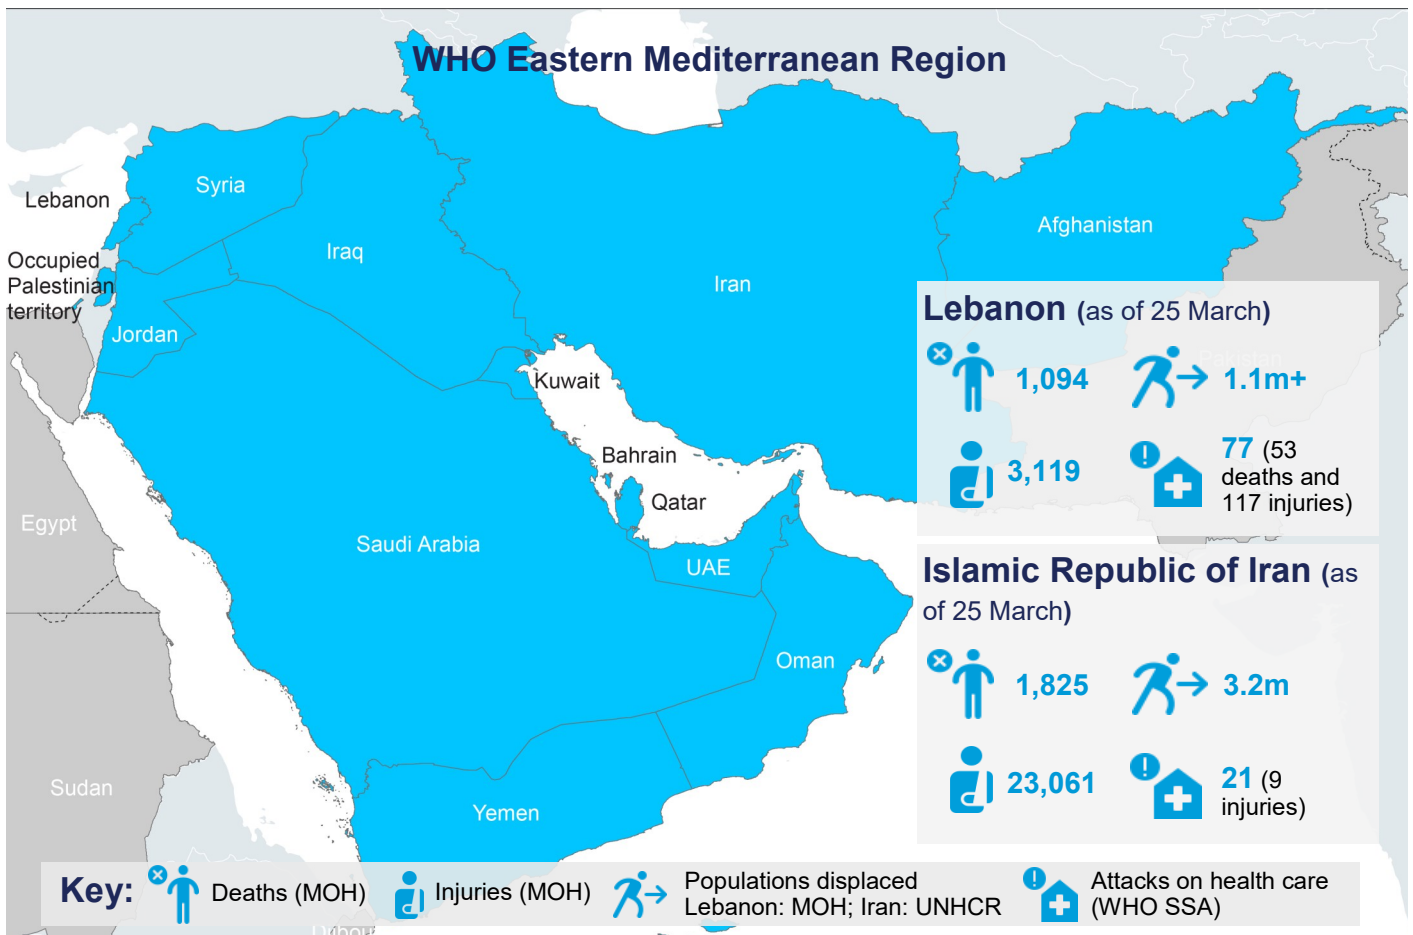 WHO Eastern Mediterranean Region
Syria
Lebanon
Iraq
Afghanistan
Occupied
Palestinian
territory
Iran
Jordan
Kuwait
Bahrain
Qatar
Egypt
Saudi Arabia
UAE
Oman
Sudan
Yemen
Pakistan
Lebanon (as of 25 March)
1,094
1.1m+
3,119
77 (53
deaths and
117 injuries)
Islamic Republic of Iran (as
of 25 March)
1,825
3.2m
23,061
21 (9
injuries)
Key:
Deaths (MOH)
Injuries (MOH)
Populations displaced
Lebanon: MOH; Iran: UNHCR
Attacks on health care
(WHO SSA)